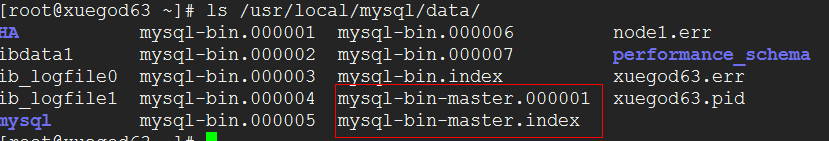 [root@xuegod63 ~]# ls /usr/local/mysql/data/
HA mysql-bin.000001 mysql-bin.000006 node1.err
ibdata1 mysql-bin.000002 mysql-bin.000007 performance_schema
ib_logfile0 mysql-bin.000003 mysql-bin.index xuegod63.err
ib_logfile1 mysql-bin.000004 mysql-bin-master.000001 xuegod63.pid
mysql mysql-bin.000005 mysql-bin-master.index
[root@xuegod63 ~]#